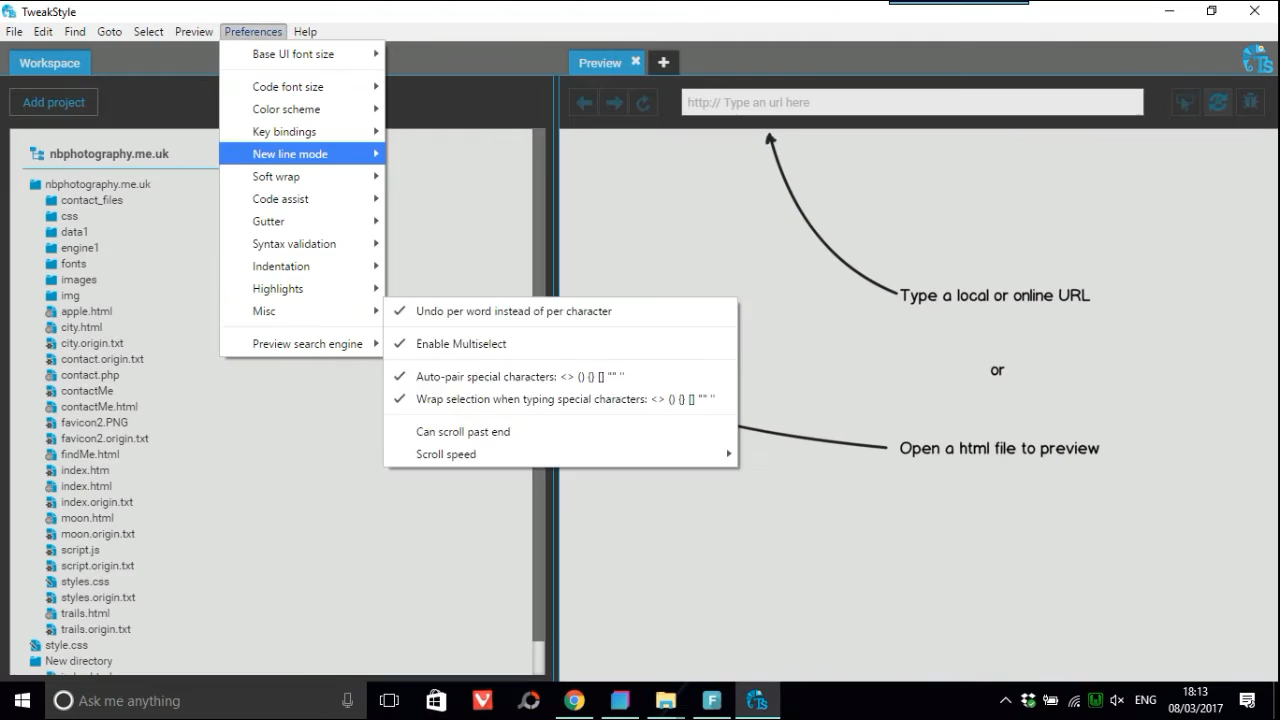 TweakStyle
File Edit Find Goto Select Preview Preferences Help
Workspace
Add project
nbphotography.me.uk
nbphotography.me.uk
contact_files
css
data1
engine1
fonts
images
img
apple.html
city.html
city.origin.txt
contact.origin.txt
contact.php
contactMe
contactMe.html
favicon2.PNG
favicon2.origin.txt
findMe.html
index.htm
index.html
index.origin.txt
moon.html
moon.origin.txt
script.js
script.origin.txt
styles.css
styles.origin.txt
trails.html
trails.origin.txt
style.css
New directory
Base UI font size
Code font size
Color scheme
Key bindings
New line mode
Soft wrap
Code assist
Gutter
Syntax validation
Indentation
Highlights
Misc
Preview search engine
Undo per word instead of per character
Enable Multiselect
Auto-pair special characters: <> () {} [] "" ''
Wrap selection when typing special characters: <> () {} [] "" ''
Can scroll past end
Scroll speed
Preview
Ts
http:// Type an url here
Type a local or online URL
or
Open a html file to preview
Ask me anything
ENG
18:13
08/03/2017